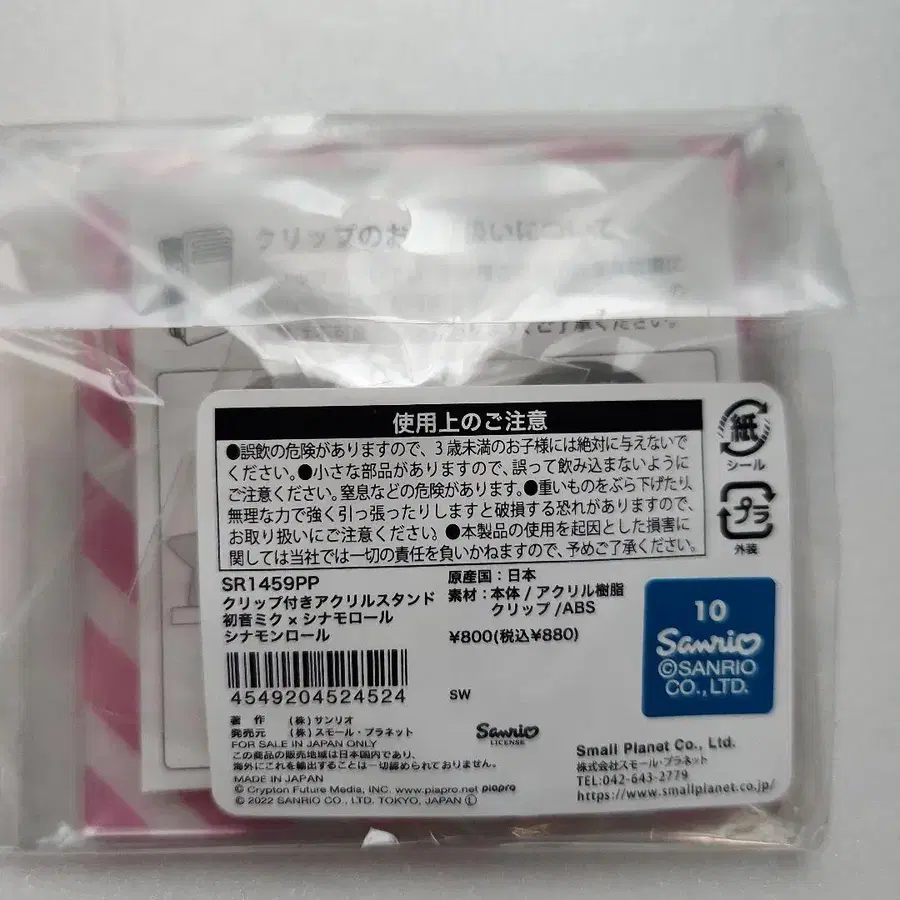 クリップのお
いについて
ご了承ください。
使用上のご注意
●誤飲の危険がありますので、3歳未満のお子様には絶対に与えないで
ください。●小さな部品がありますので、誤って飲み込まないように
ご注意ください。窒息などの危険があります。●重いものをぶら下げたり、
無理な力で強く引っ張ったりしますと破損する恐れがありますので、
お取り扱いにご注意ください。●本製品の使用を起因とした損害に
関しては当社では一切の責任を負いかねますので、予めご了承ください。
紙
シール
プラ
外装
SR1459PP
クリップ付きアクリルスタンド
初音ミク×シナモロール
シナモンロール
原産国:日本
素材:本体/アクリル樹脂
クリップ/ABS
¥800(税込¥880)
4549204524524
SW
10
Sanrio
©SANRIO
CO.,LTD.
著作 (株)サンリオ
発売元 (株)スモール・プラネット
FOR SALE IN JAPAN ONLY
この商品の販売地域は日本国内であり、
海外にこれを輸出することは一切認められておりません。
MADE IN JAPAN
© Crypton Future Media, INC. www.piapro.net piapro
© 2022 SANRIO CO., LTD. TOKYO, JAPAN Ⓛ
Sanrio
LICENSE
Small Planet Co., Ltd.
株式会社スモール・プラネット
TEL:042-643-2779
https://www.smallplanet.co.jp/